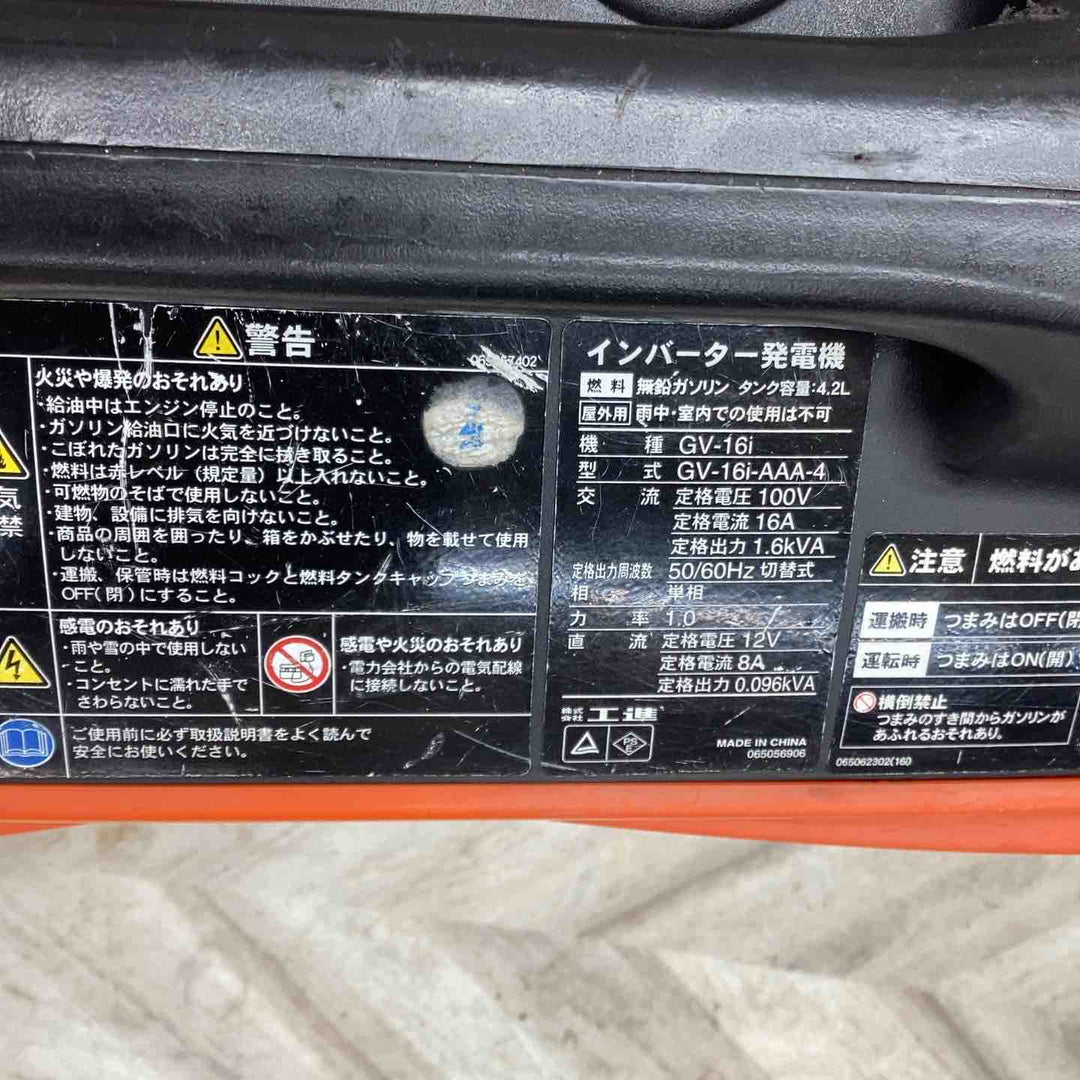 警告
065057402
火災や爆発のおそれあり
・給油中はエンジン停止のこと。
・ガソリン給油口に火気を近づけないこと。
・こぼれたガソリンは完全に拭き取ること。
・燃料は赤レベル（規定量）以上入れないこと。
・可燃物のそばで使用しないこと。
・建物、設備に排気を向けないこと。
・商品の周囲を囲ったり、箱をかぶせたり、物を載せて使用
しないこと。
・運搬、保管時は燃料コックと燃料タンクキャップつまみを
OFF(閉)にすること。
気
禁
感電のおそれあり
・雨や雪の中で使用しない
こと。
・コンセントに濡れた手で
さわらないこと。
感電や火災のおそれあり
・電力会社からの電気配線
に接続しないこと。
ご使用前に必ず取扱説明書をよく読んで
安全にお使いください。
インバーター発電機
燃料 無鉛ガソリン タンク容量:4.2L
屋外用 雨中・室内での使用は不可
機種 GV-16i
型式 GV-16i-AAA-4
交流 定格電圧 100V
定格電流 16A
定格出力 1.6kVA
定格出力周波数 50/60Hz 切替式
相 単相
力率 1.0
直流 定格電圧 12V
定格電流 8A
定格出力 0.096kVA
株式会社 工進
PSE
MADE IN CHINA
065056906
注意 燃料があ
運搬時 つまみはOFF(閉
運転時 つまみはON(開)
横倒禁止
つまみのすき間からガソリンが
あふれるおそれあり。
065062302(16)